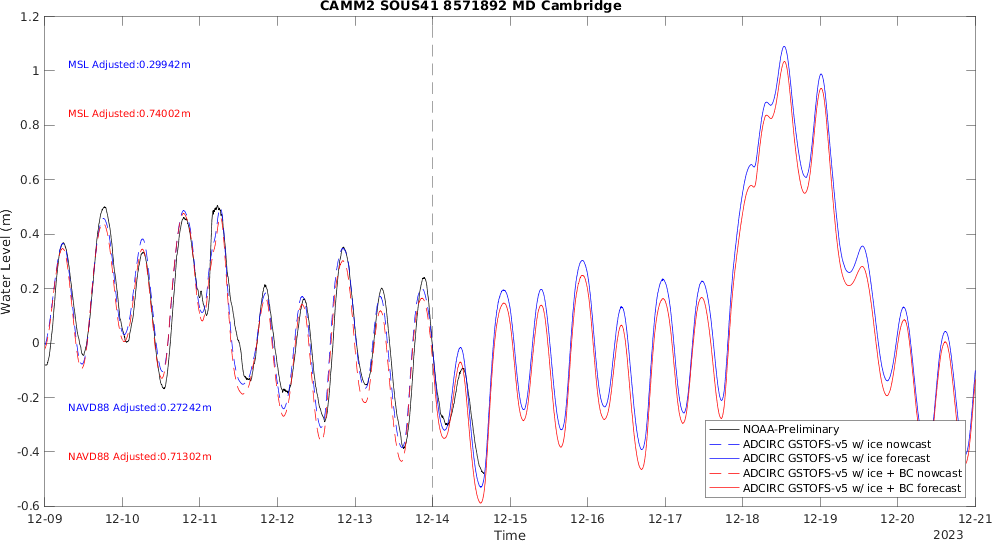 CAMM2 SOUS41 8571892 MD Cambridge
1.2
1
0.8
0.6
0.4
0.2
0
-0.2
-0.4
-0.6
Water Level (m)
MSL Adjusted:0.29942m
MSL Adjusted:0.74002m
NAVD88 Adjusted:0.27242m
NAVD88 Adjusted:0.71302m
NOAA-Preliminary
ADCIRC GSTOFS-v5 w/ ice nowcast
ADCIRC GSTOFS-v5 w/ ice forecast
ADCIRC GSTOFS-v5 w/ ice + BC nowcast
ADCIRC GSTOFS-v5 w/ ice + BC forecast
12-09 12-10 12-11 12-12 12-13 12-14 12-15 12-16 12-17 12-18 12-19 12-20 12-21
Time
2023